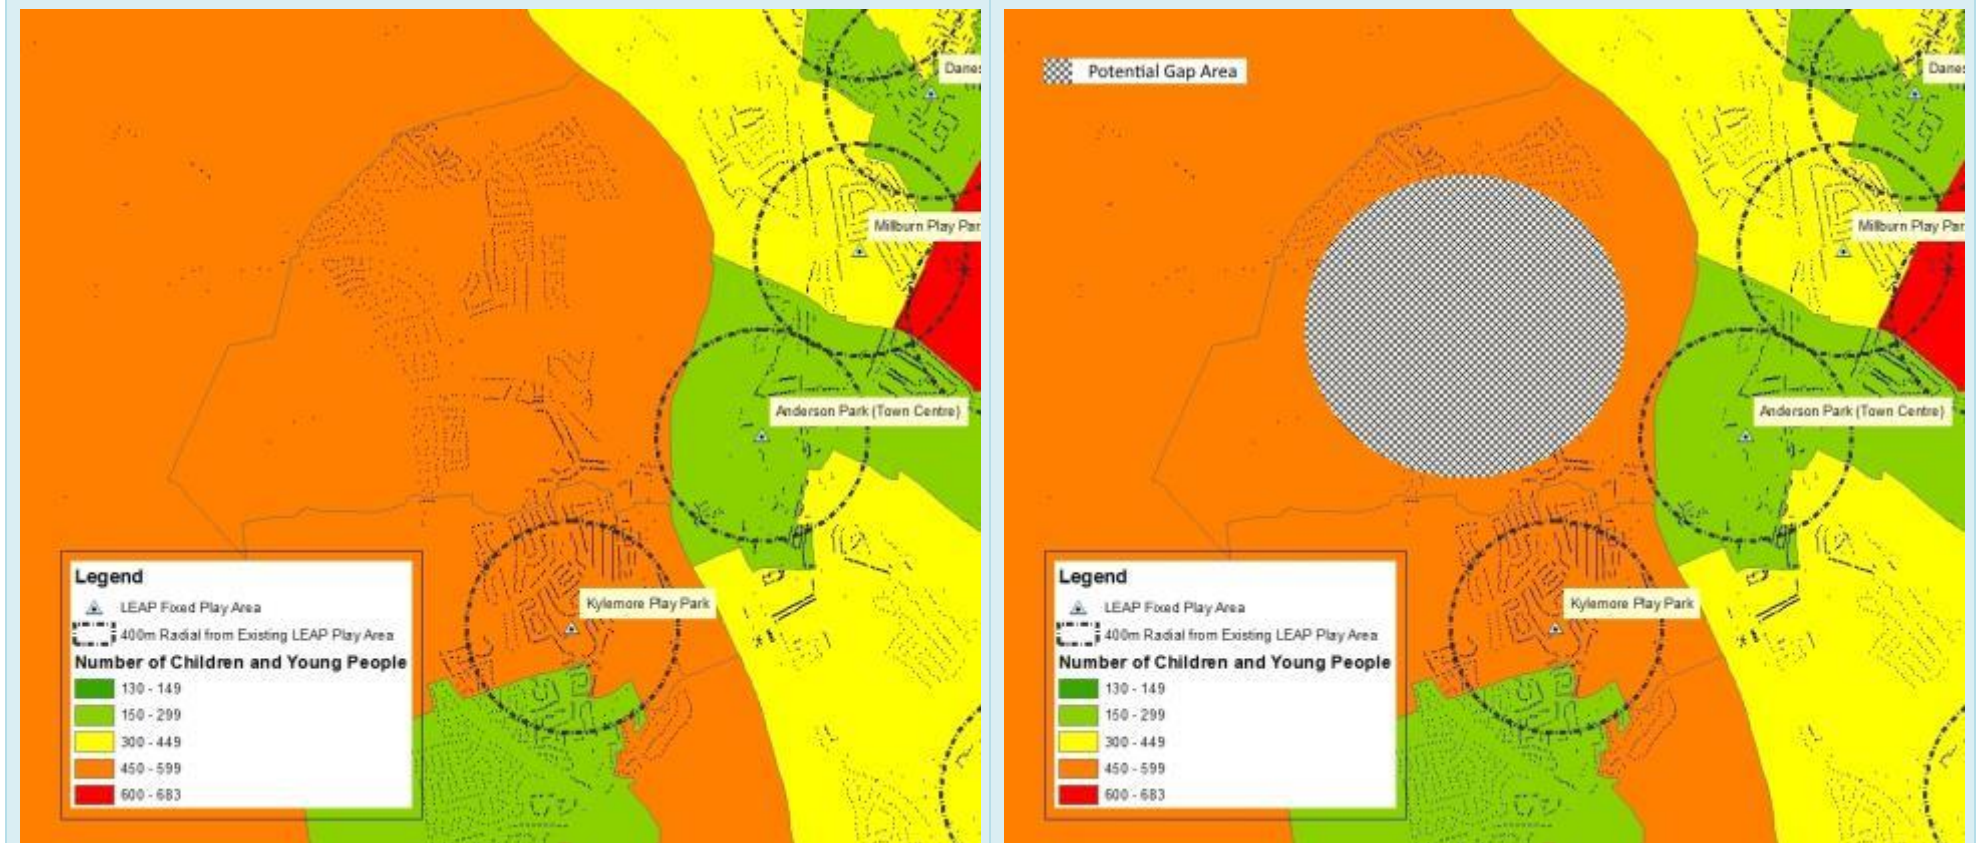 Danes
Millburn Play Par
Anderson Park (Town Centre)
Kylemore Play Park
Legend
LEAP Fixed Play Area
400m Radial from Existing LEAP Play Area
Number of Children and Young People
130 - 149
150 - 299
300 - 449
450 - 599
600 - 683
Potential Gap Area
Danes
Millburn Play Par
Anderson Park (Town Centre)
Kylemore Play Park
Legend
LEAP Fixed Play Area
400m Radial from Existing LEAP Play Area
Number of Children and Young People
130 - 149
150 - 299
300 - 449
450 - 599
600 - 683